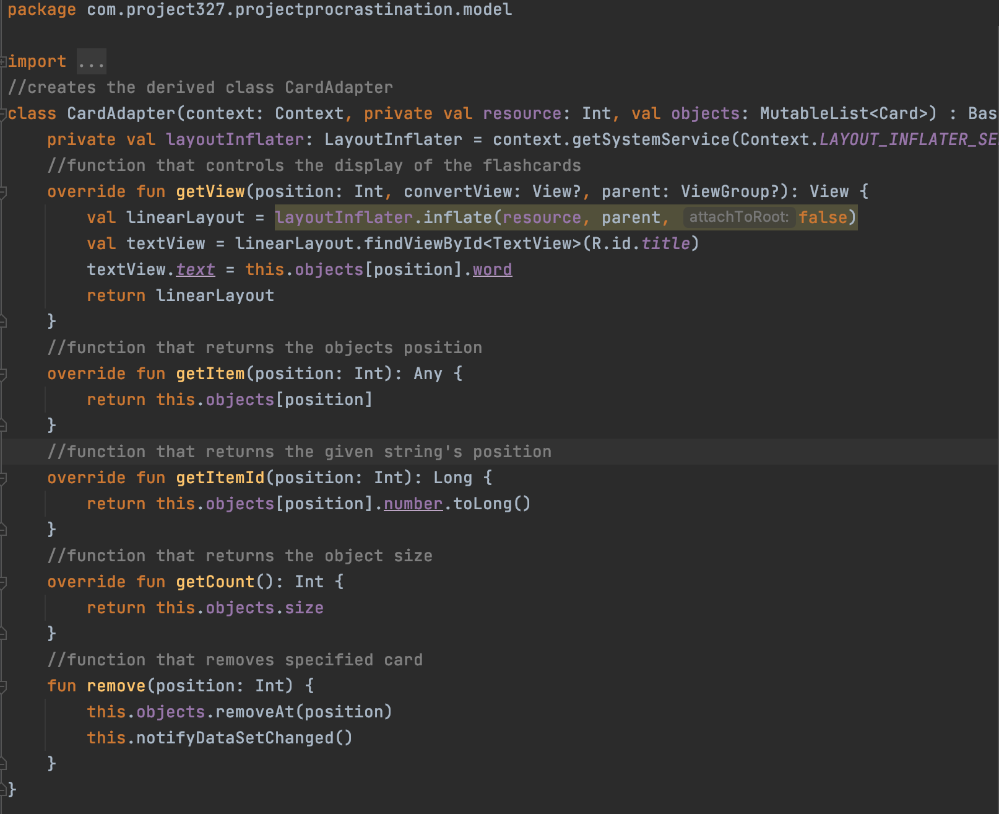 package com.project327.projectprocrastination.model
import ...
//creates the derived class CardAdapter
class CardAdapter(context: Context, private val resource: Int, val objects: MutableList<Card>) : Bas
private val layoutInflater: LayoutInflater = context.getSystemService(Context.LAYOUT_INFLATER_SE
//function that controls the display of the flashcards
override fun getView(position: Int, convertView: View?, parent: ViewGroup?): View {
val linearLayout = layoutInflater.inflate(resource, parent, attachToRoot: false)
val textView = linearLayout.findViewById<TextView>(R.id.title)
textView.text = this.objects[position].word
return linearLayout
}
//function that returns the objects position
override fun getItem(position: Int): Any {
return this.objects[position]
}
//function that returns the given string's position
override fun getItemId(position: Int): Long {
return this.objects[position].number.toLong()
}
//function that returns the object size
override fun getCount(): Int {
return this.objects.size
}
//function that removes specified card
fun remove(position: Int) {
this.objects.removeAt(position)
this.notifyDataSetChanged()
}
}